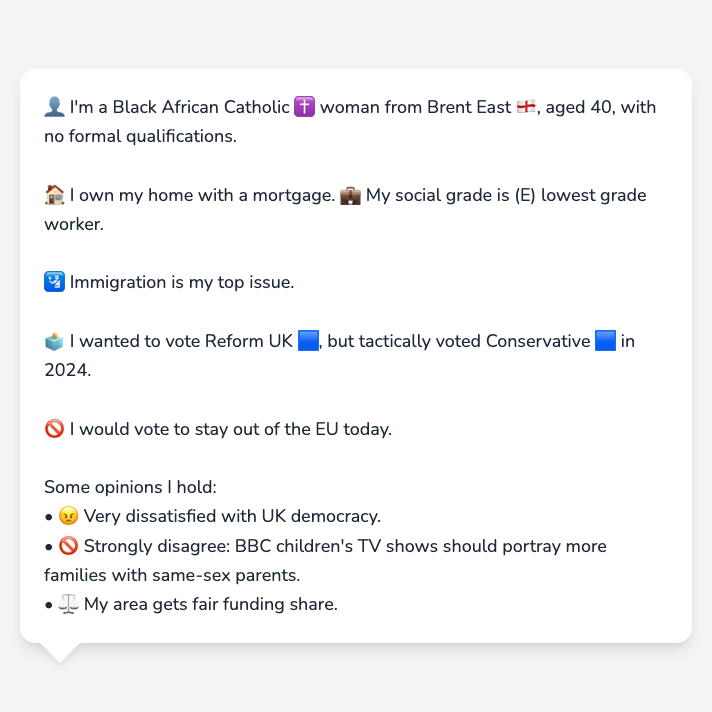 👤 I'm a Black African Catholic ✝️ woman from Brent East 🏴󠁧󠁢󠁥󠁮󠁧󠁿, aged 40, with
no formal qualifications.
🏠 I own my home with a mortgage. 💼 My social grade is (E) lowest grade
worker.
🛂 Immigration is my top issue.
🗳️ I wanted to vote Reform UK 🟦, but tactically voted Conservative 🟦 in
2024.
🚫 I would vote to stay out of the EU today.
Some opinions I hold:
• 😠 Very dissatisfied with UK democracy.
• 🚫 Strongly disagree: BBC children's TV shows should portray more
families with same-sex parents.
• ⚖️ My area gets fair funding share.